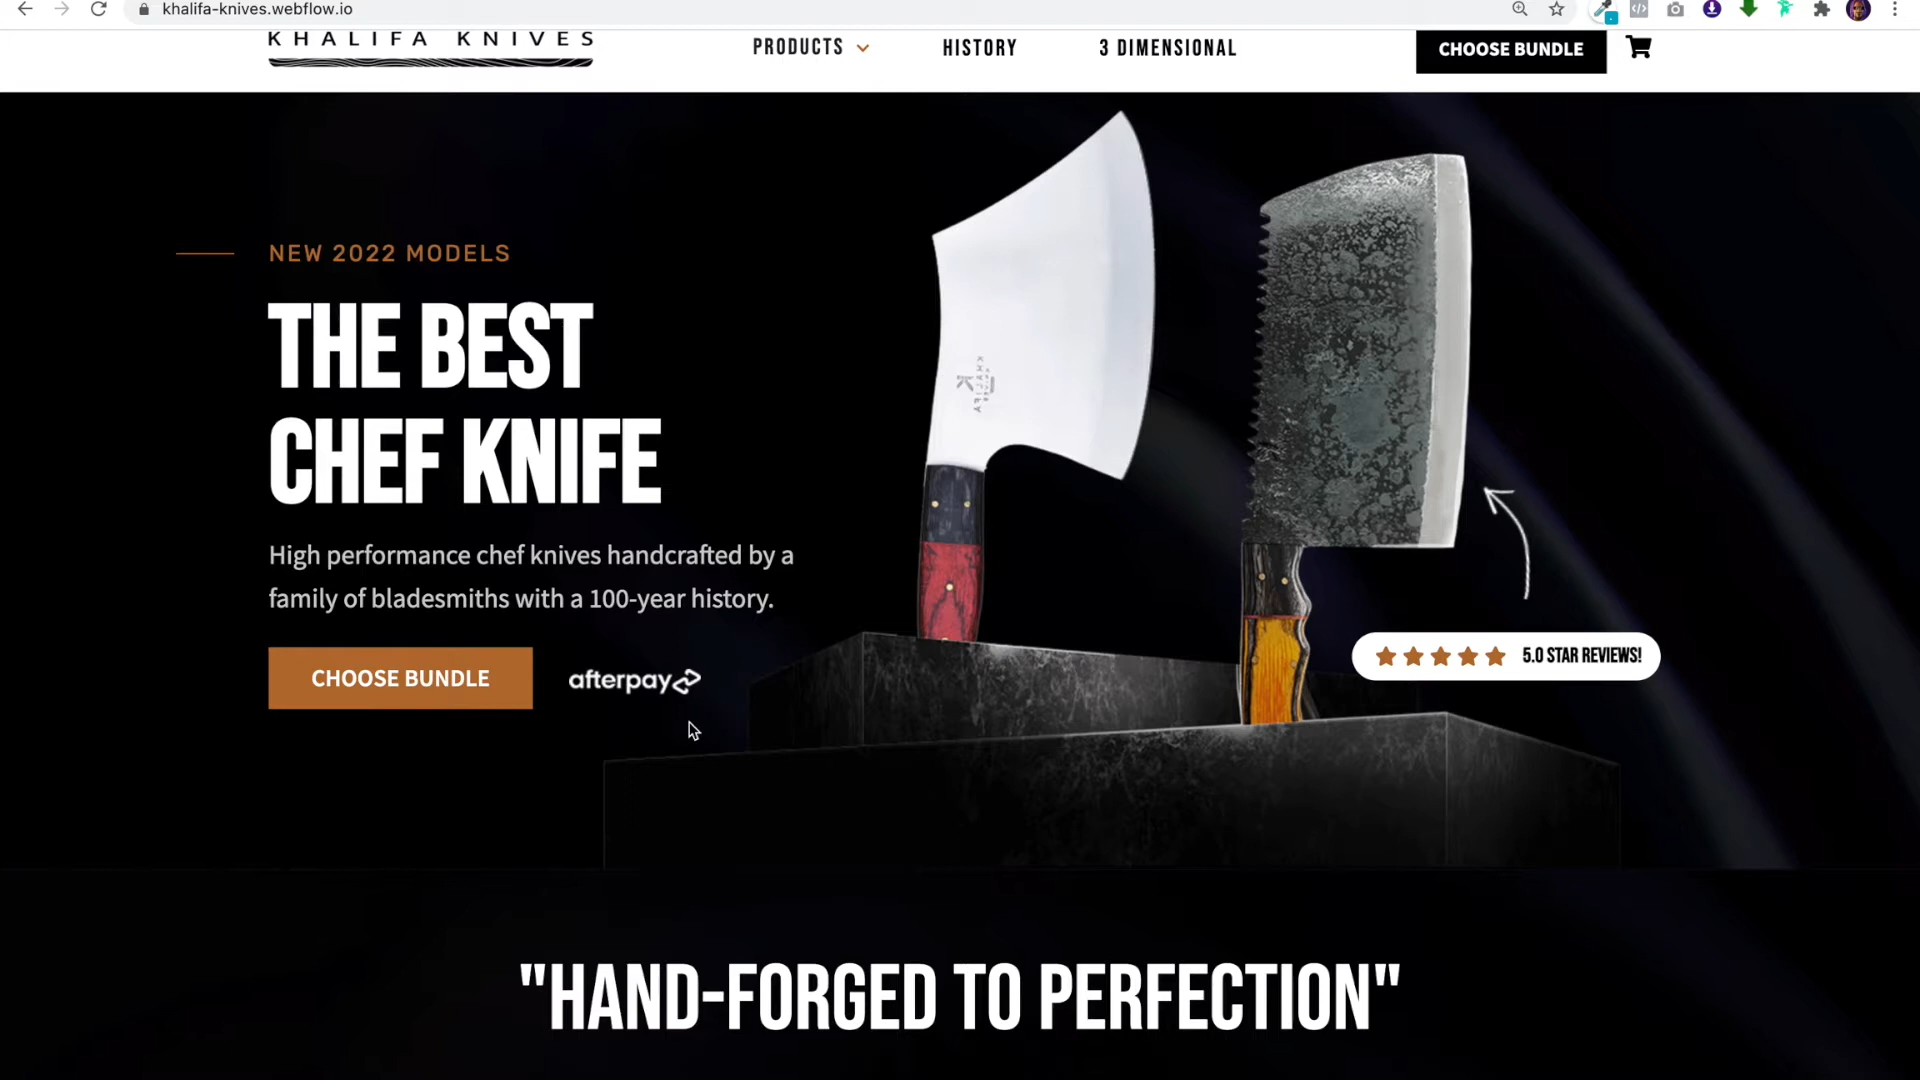 khalifa-knives.webflow.io
KHALIFA KNIVES
PRODUCTS
HISTORY
3 DIMENSIONAL
CHOOSE BUNDLE
NEW 2022 MODELS
THE BEST
CHEF KNIFE
High performance chef knives handcrafted by a
family of bladesmiths with a 100-year history.
CHOOSE BUNDLE
afterpay
K
KHALIFA
KNIVES
5.0 STAR REVIEWS!
"HAND-FORGED TO PERFECTION"